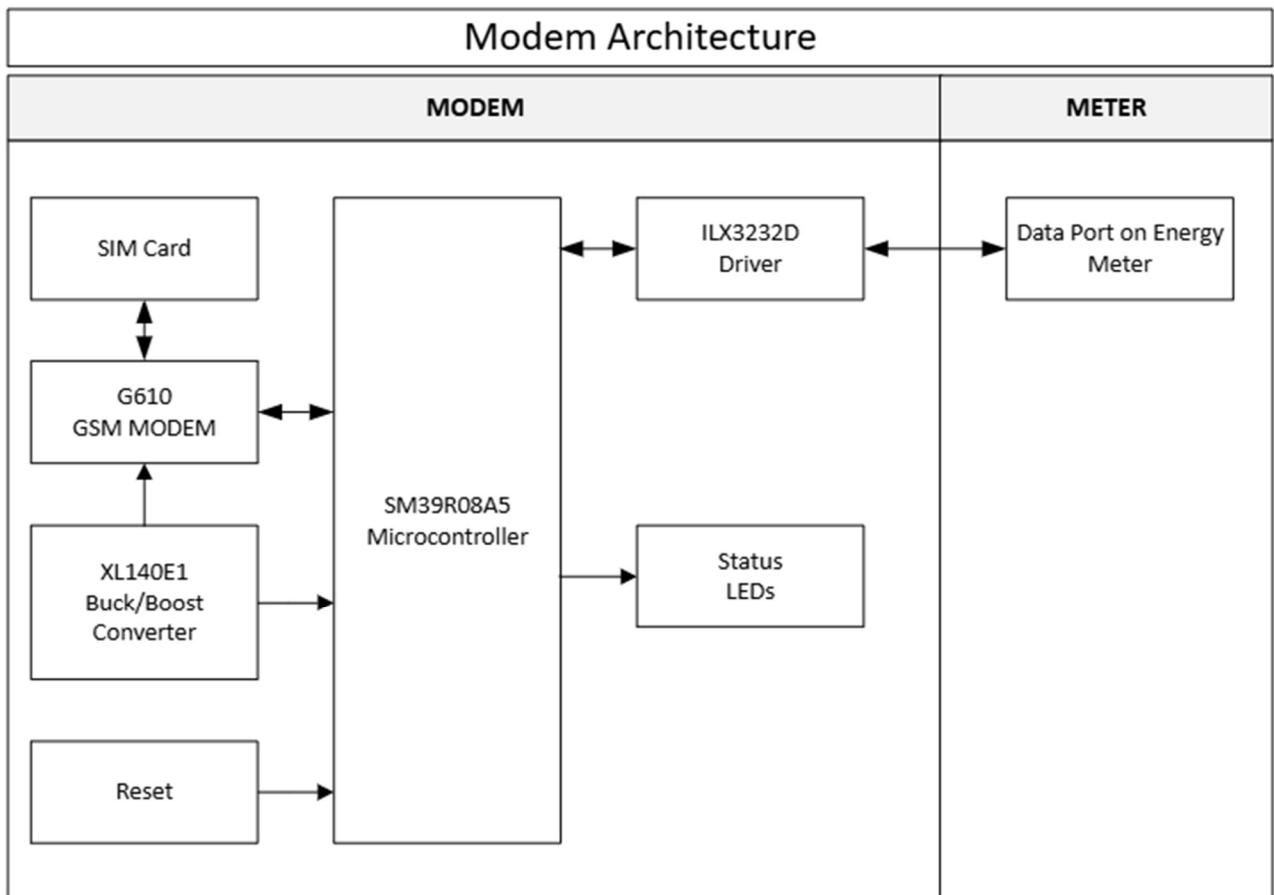 Modem Architecture
MODEM
METER
SIM Card
G610
GSM MODEM
XL140E1
Buck/Boost
Converter
Reset
SM39R08A5
Microcontroller
ILX3232D
Driver
Status
LEDs
Data Port on Energy
Meter